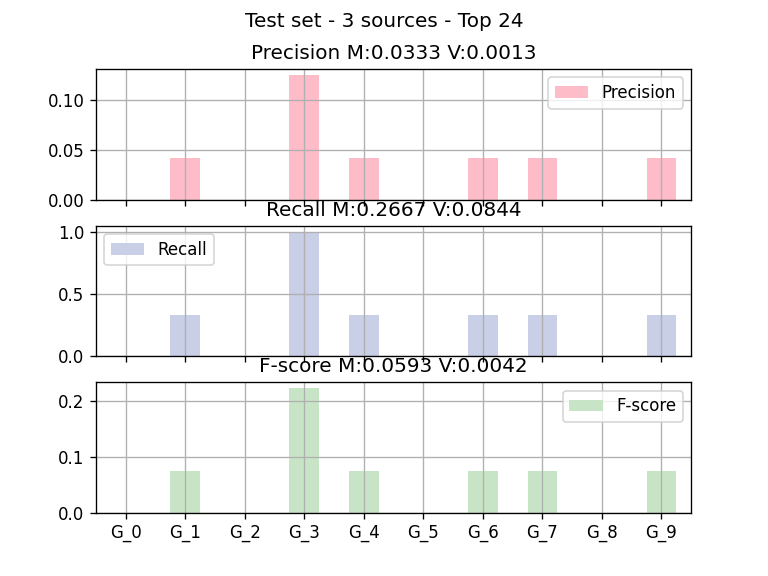 Test set - 3 sources - Top 24
Precision M:0.0333 V:0.0013
0.10
0.05
0.00
Precision
Recall M:0.2667 V:0.0844
1.0
0.5
0.0
Recall
F-score M:0.0593 V:0.0042
0.2
0.1
0.0
F-score
G_0 G_1 G_2 G_3 G_4 G_5 G_6 G_7 G_8 G_9